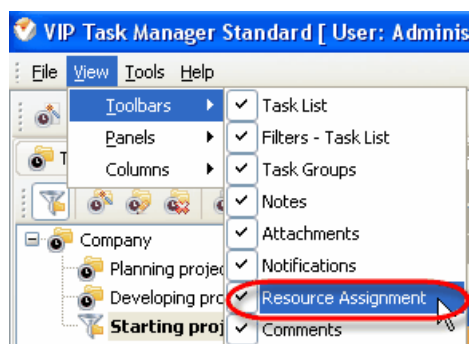 VIP Task Manager Standard [ User: Adminis
File View Tools Help
Toolbars
Panels
Columns
Task List
Filters - Task List
Task Groups
Notes
Attachments
Notifications
Resource Assignment
Comments
T
Company
Planning projec
Developing pro
Starting proj